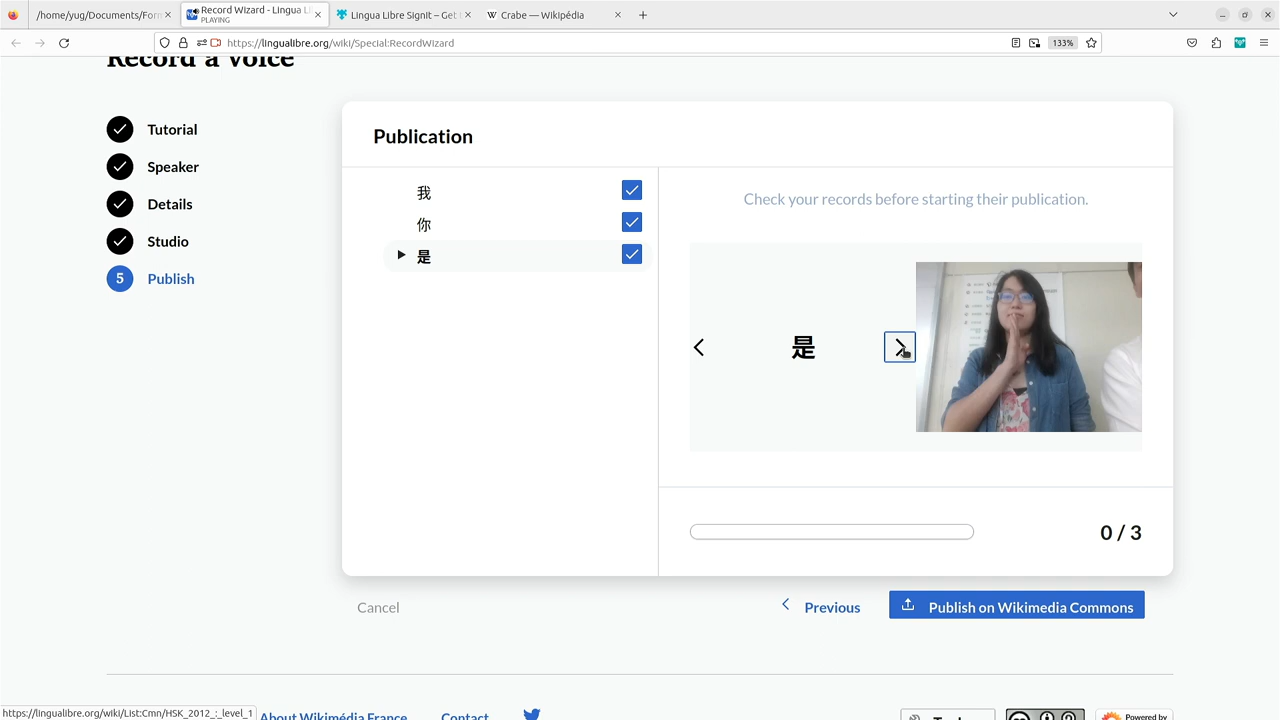 /home/yug/Documents/Form
Record Wizard - Lingua Li
PLAYING
Lingua Libre SignIt – Get
Crabe — Wikipédia
https://lingualibre.org/wiki/Special:RecordWizard
133%
Record a voice
Tutorial
Speaker
Details
Studio
5 Publish
Publication
我
你
是
Check your records before starting their publication.
是
0 / 3
Cancel
Previous
Publish on Wikimedia Commons
https://lingualibre.org/wiki/List:Cmn/HSK_2012_:_level_1
About Wikimédia France
Contact
Powered by